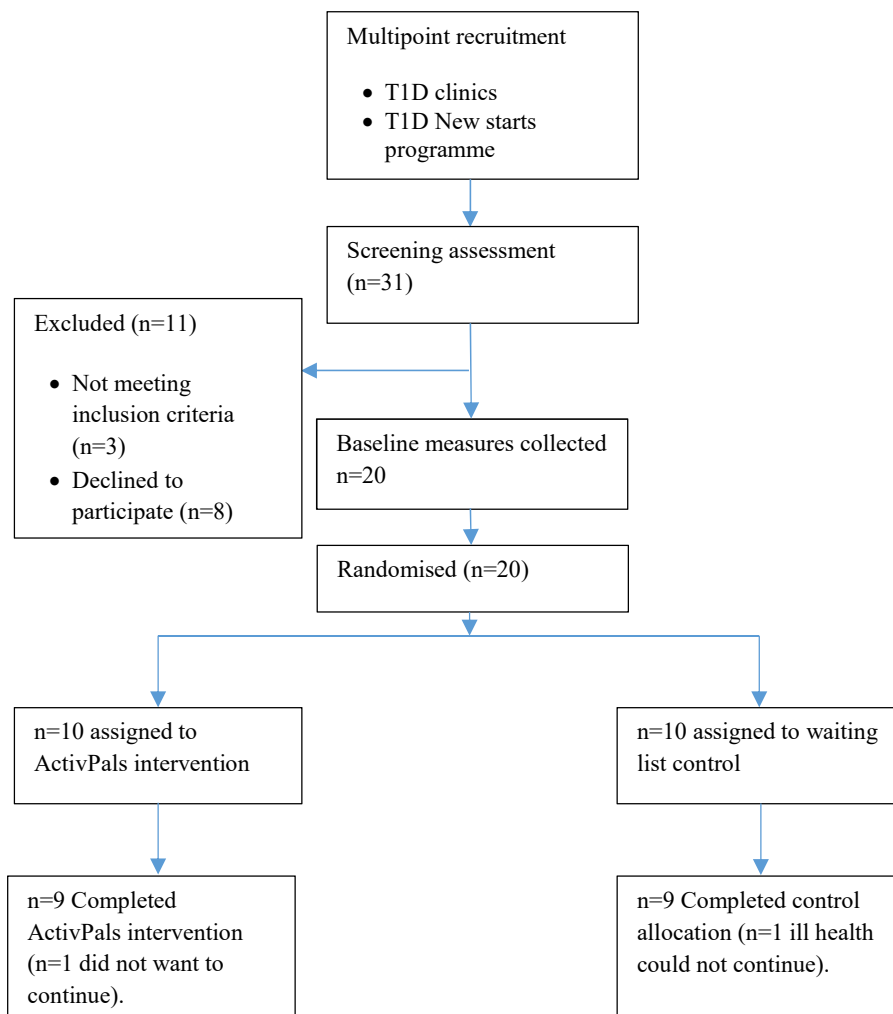 Multipoint recruitment
• T1D clinics
• T1D New starts
programme
Screening assessment
(n=31)
Excluded (n=11)
• Not meeting
inclusion criteria
(n=3)
• Declined to
participate (n=8)
Baseline measures collected
n=20
Randomised (n=20)
n=10 assigned to
ActivPals intervention
n=10 assigned to waiting
list control
n=9 Completed
ActivPals intervention
(n=1 did not want to
continue).
n=9 Completed control
allocation (n=1 ill health
could not continue).